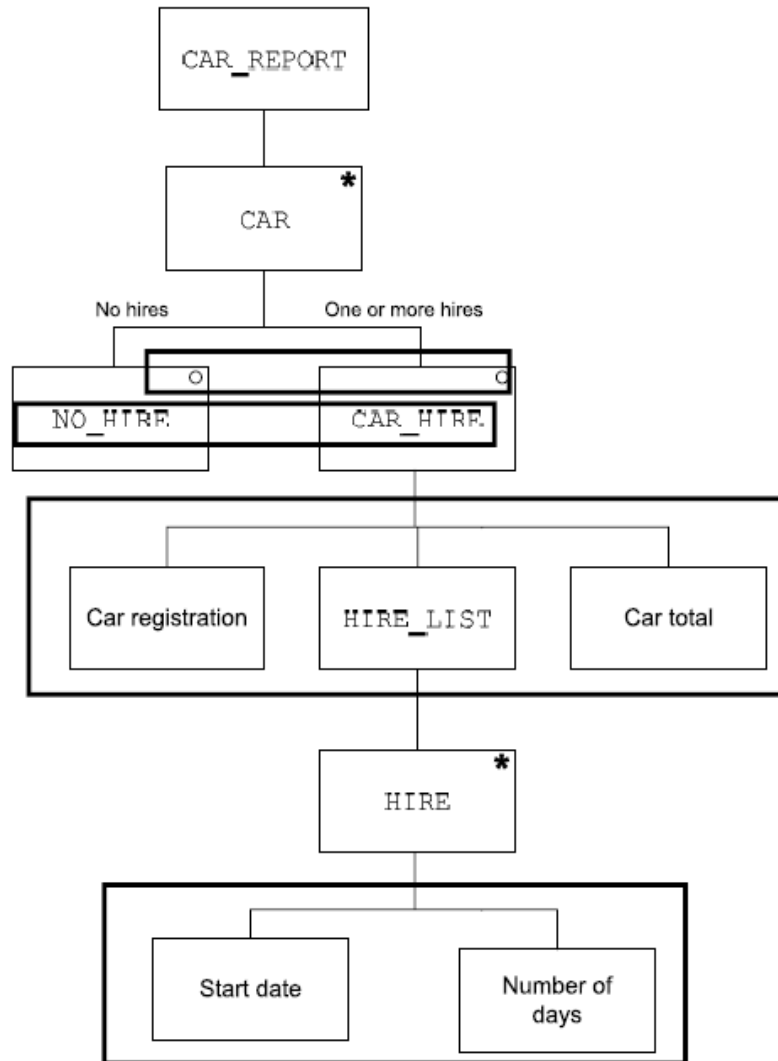 CAR_REPORT
*
CAR
No hires
One or more hires
NO_HIRE
CAR_HIRE
Car registration
HIRE_LIST
Car total
*
HIRE
Start date
Number of
days